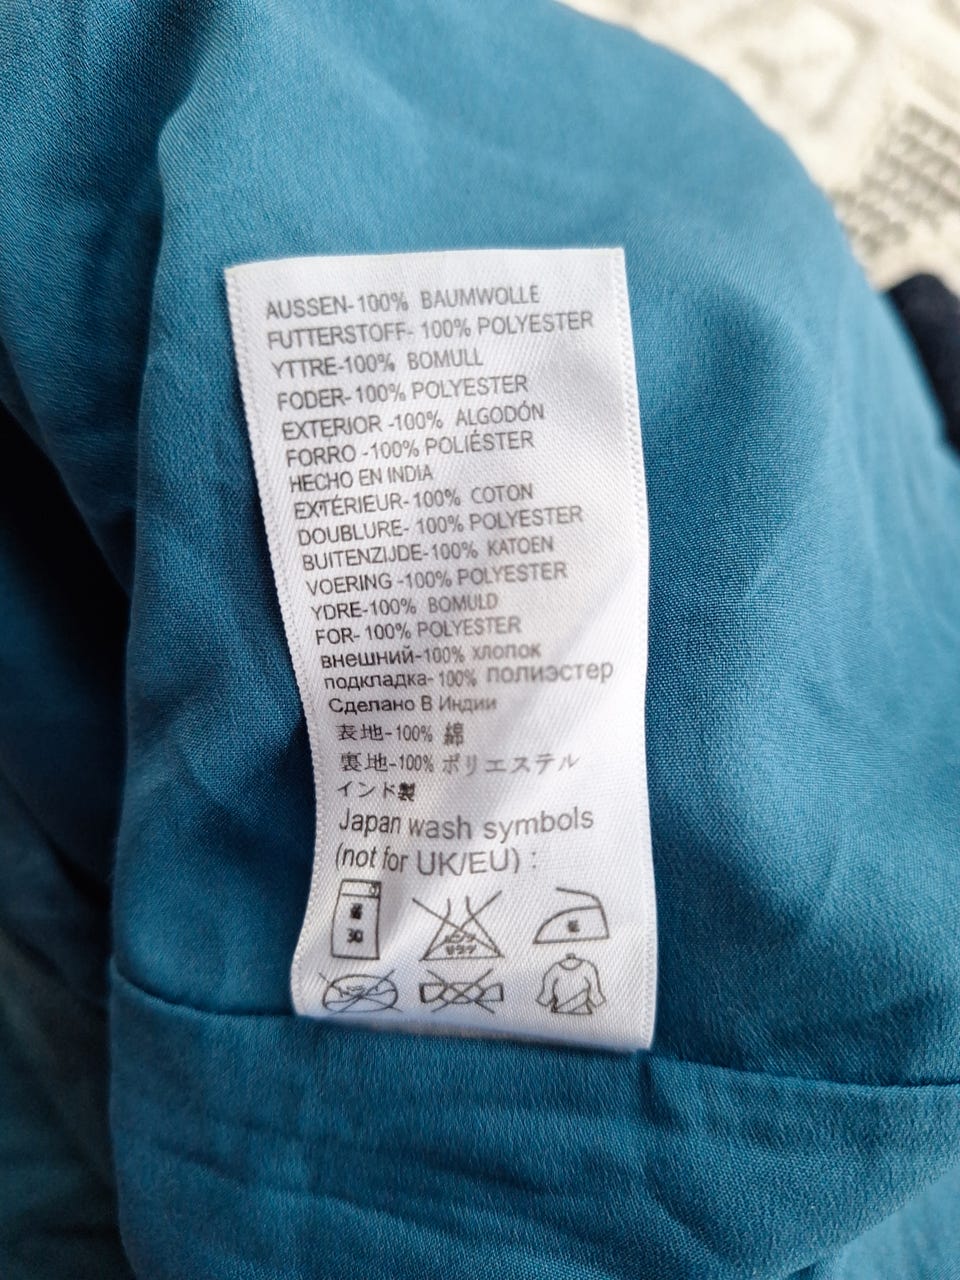 AUSSEN-100% BAUMWOLLE
FUTTERSTOFF- 100% POLYESTER
YTTRE-100% BOMULL
FODER-100% POLYESTER
EXTERIOR -100% ALGODÓN
FORRO -100% POLIÉSTER
HECHO EN INDIA
EXTÉRIEUR-100% COTON
DOUBLURE- 100% POLYESTER
BUITENZIJDE-100% KATOEN
VOERING -100% POLYESTER
YDRE-100% BOMULD
FOR- 100% POLYESTER
внешний-100% хлопок
подкладка-100% полиэстер
Сделано В Индии
表地-100% 綿
裏地-100% ポリエステル
インド製
Japan wash symbols
(not for UK/EU) :
30